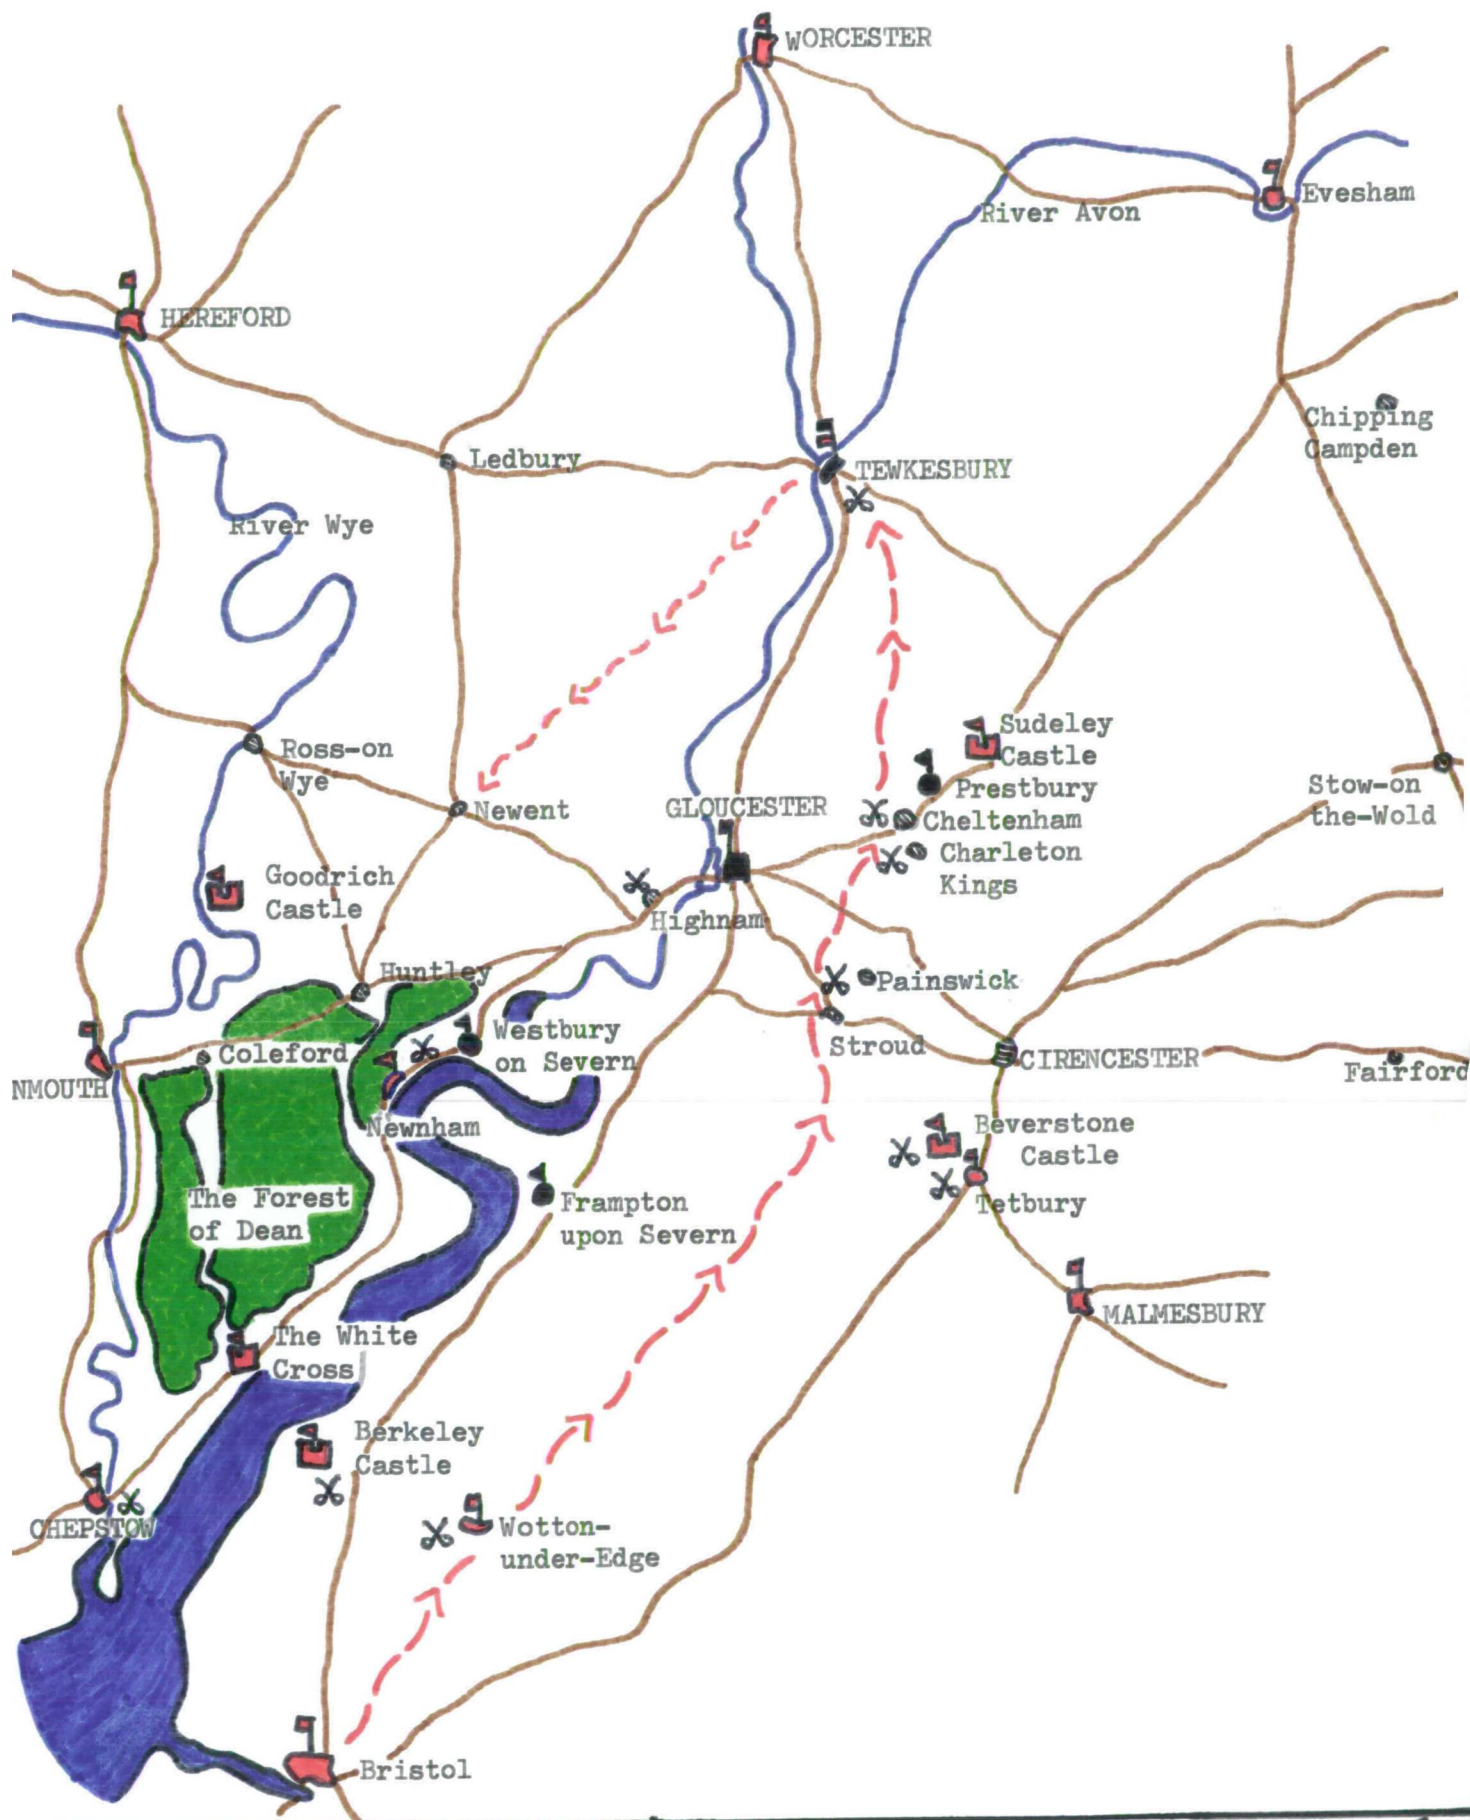 WORCESTER
Evesham
River Avon
HEREFORD
Chipping
Campden
Ledbury
TEWKESBURY
River Wye
Sudeley
Castle
Ross-on
Wye
Prestbury
Stow-on
the-Wold
Newent
GLOUCESTER
Cheltenham
Charleton
Kings
Goodrich
Castle
Highnam
Huntley
Painswick
Westbury
on Severn
Coleford
Stroud
CIRENCESTER
Fairford
NMOUTH
Newnham
Beverstone
Castle
The Forest
of Dean
Frampton
upon Severn
Tetbury
MALMESBURY
The White
Cross
Berkeley
Castle
CHEPSTOW
Wotton-
under-Edge
Bristol